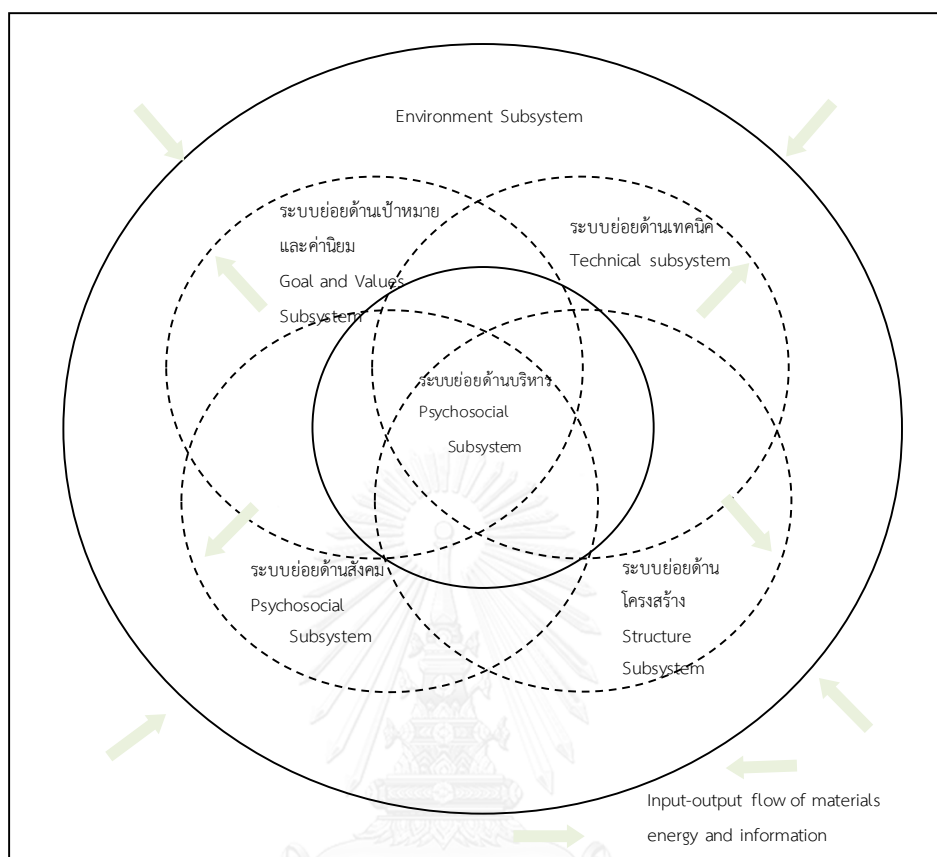 Environment Subsystem
ระบบย่อยด้านเป้าหมาย
และค่านิยม
Goal and Values
Subsystem
ระบบย่อยด้านเทคนิค
Technical subsystem
ระบบย่อยด้านบริหาร
Psychosocial
Subsystem
ระบบย่อยด้านสังคม
Psychosocial
Subsystem
ระบบย่อยด้าน
โครงสร้าง
Structure
Subsystem
Input-output flow of materials
energy and information